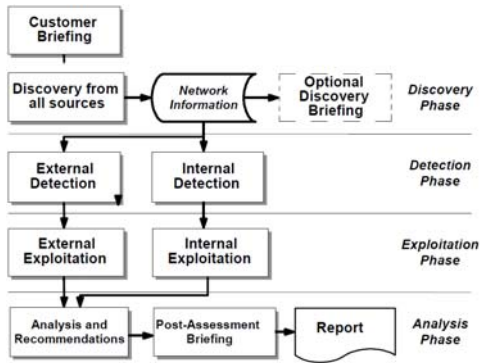 Customer
Briefing
Discovery from
all sources
Network
Information
Optional
Discovery
Briefing
Discovery
Phase
External
Detection
Internal
Detection
Detection
Phase
External
Exploitation
Internal
Exploitation
Exploitation
Phase
Analysis and
Recommendations
Post-Assessment
Briefing
Report
Analysis
Phase